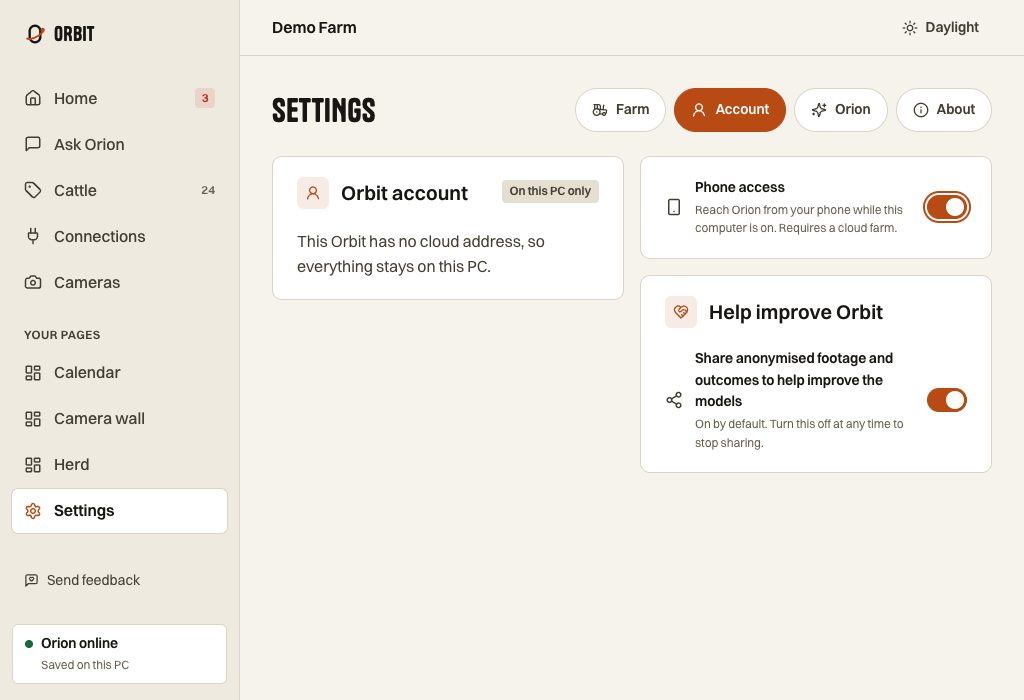 ORBIT
Home 3
Ask Orion
Cattle 24
Connections
Cameras
YOUR PAGES
Calendar
Camera wall
Herd
Settings
Send feedback
Orion online
Saved on this PC
Demo Farm
Daylight
SETTINGS
Farm
Account
Orion
About
Orbit account
On this PC only
This Orbit has no cloud address, so
everything stays on this PC.
Phone access
Reach Orion from your phone while this
computer is on. Requires a cloud farm.
Help improve Orbit
Share anonymised footage and
outcomes to help improve the
models
On by default. Turn this off at any time to
stop sharing.